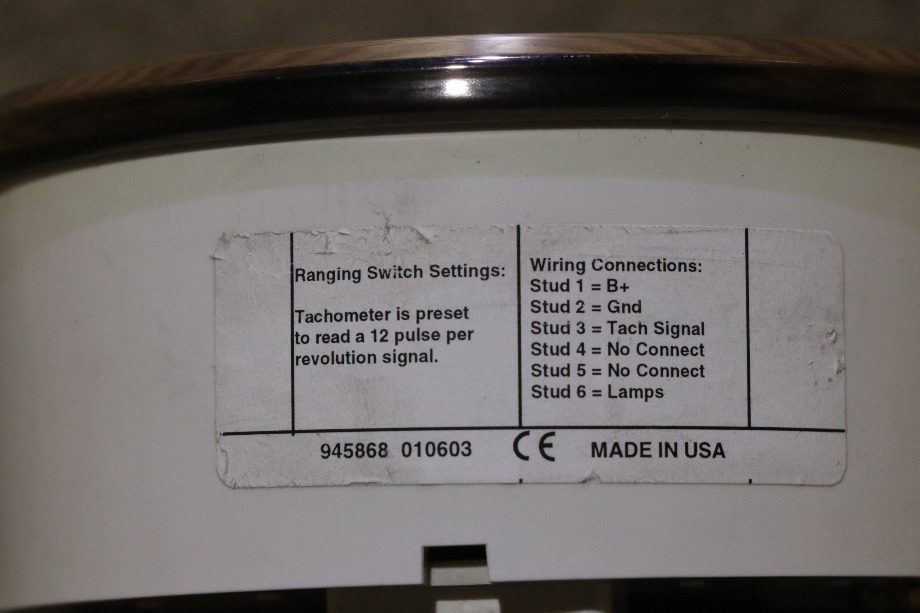 Ranging Switch Settings:
Tachometer is preset
to read a 12 pulse per
revolution signal.
Wiring Connections:
Stud 1 = B+
Stud 2 = Gnd
Stud 3 = Tach Signal
Stud 4 = No Connect
Stud 5 = No Connect
Stud 6 = Lamps
945868 010603 CE MADE IN USA